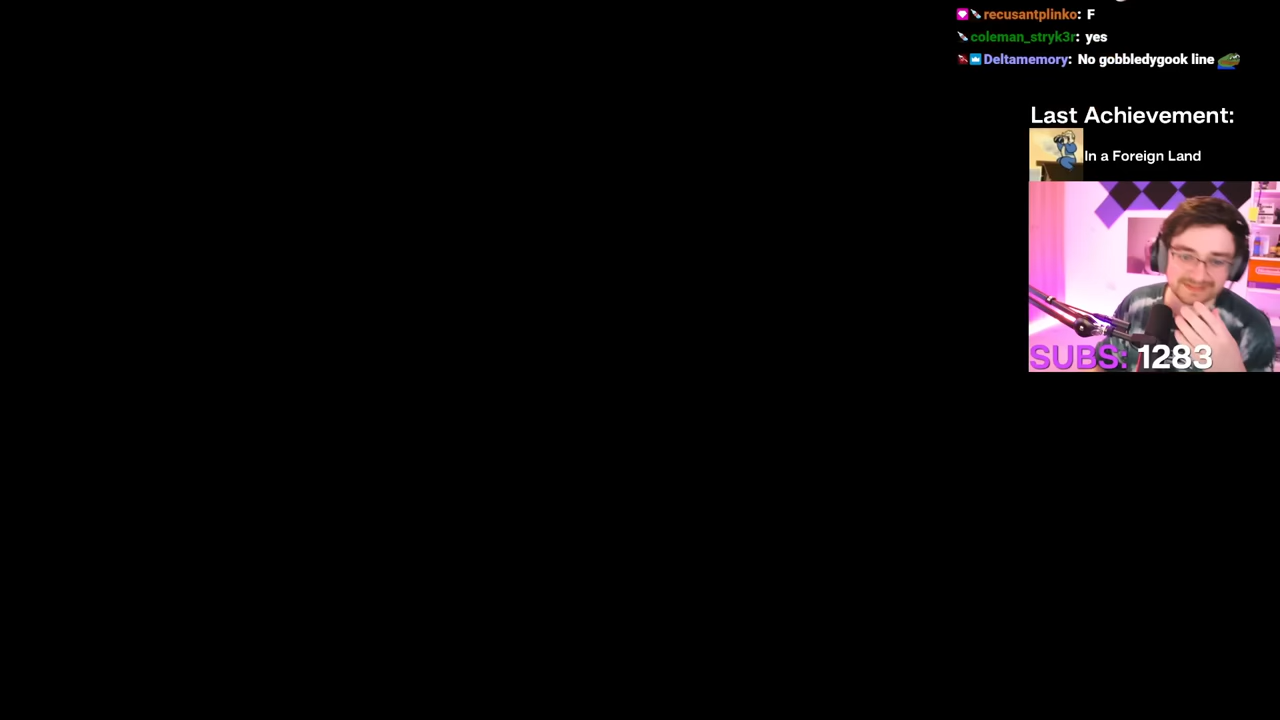 recusantplinko: F
coleman_stryk3r: yes
Deltamemory: No gobbledygook line
Last Achievement:
In a Foreign Land
SUBS: 1283